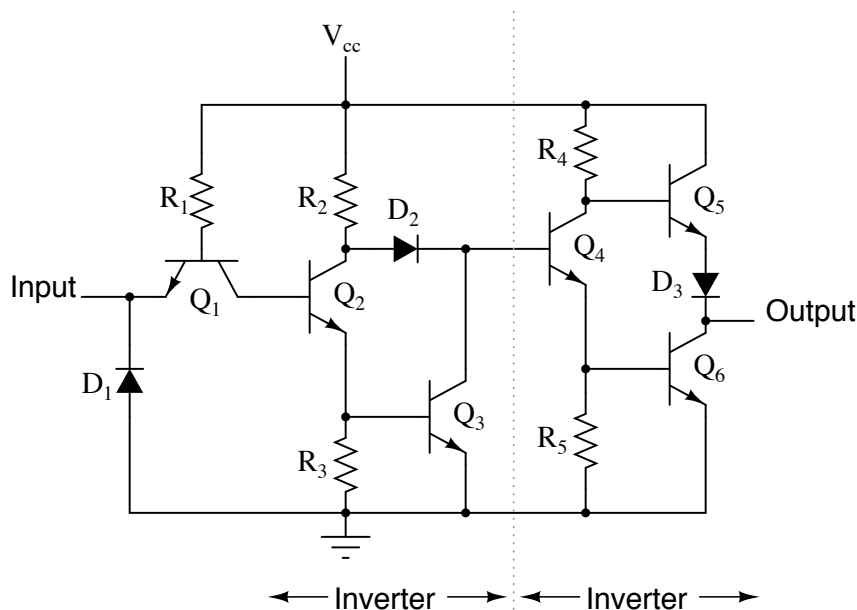 Vcc
R4
R1
R2
D2
Q5
Q4
Input
Q1
Q2
D3
Output
D1
Q3
Q6
R3
R5
Inverter
Inverter